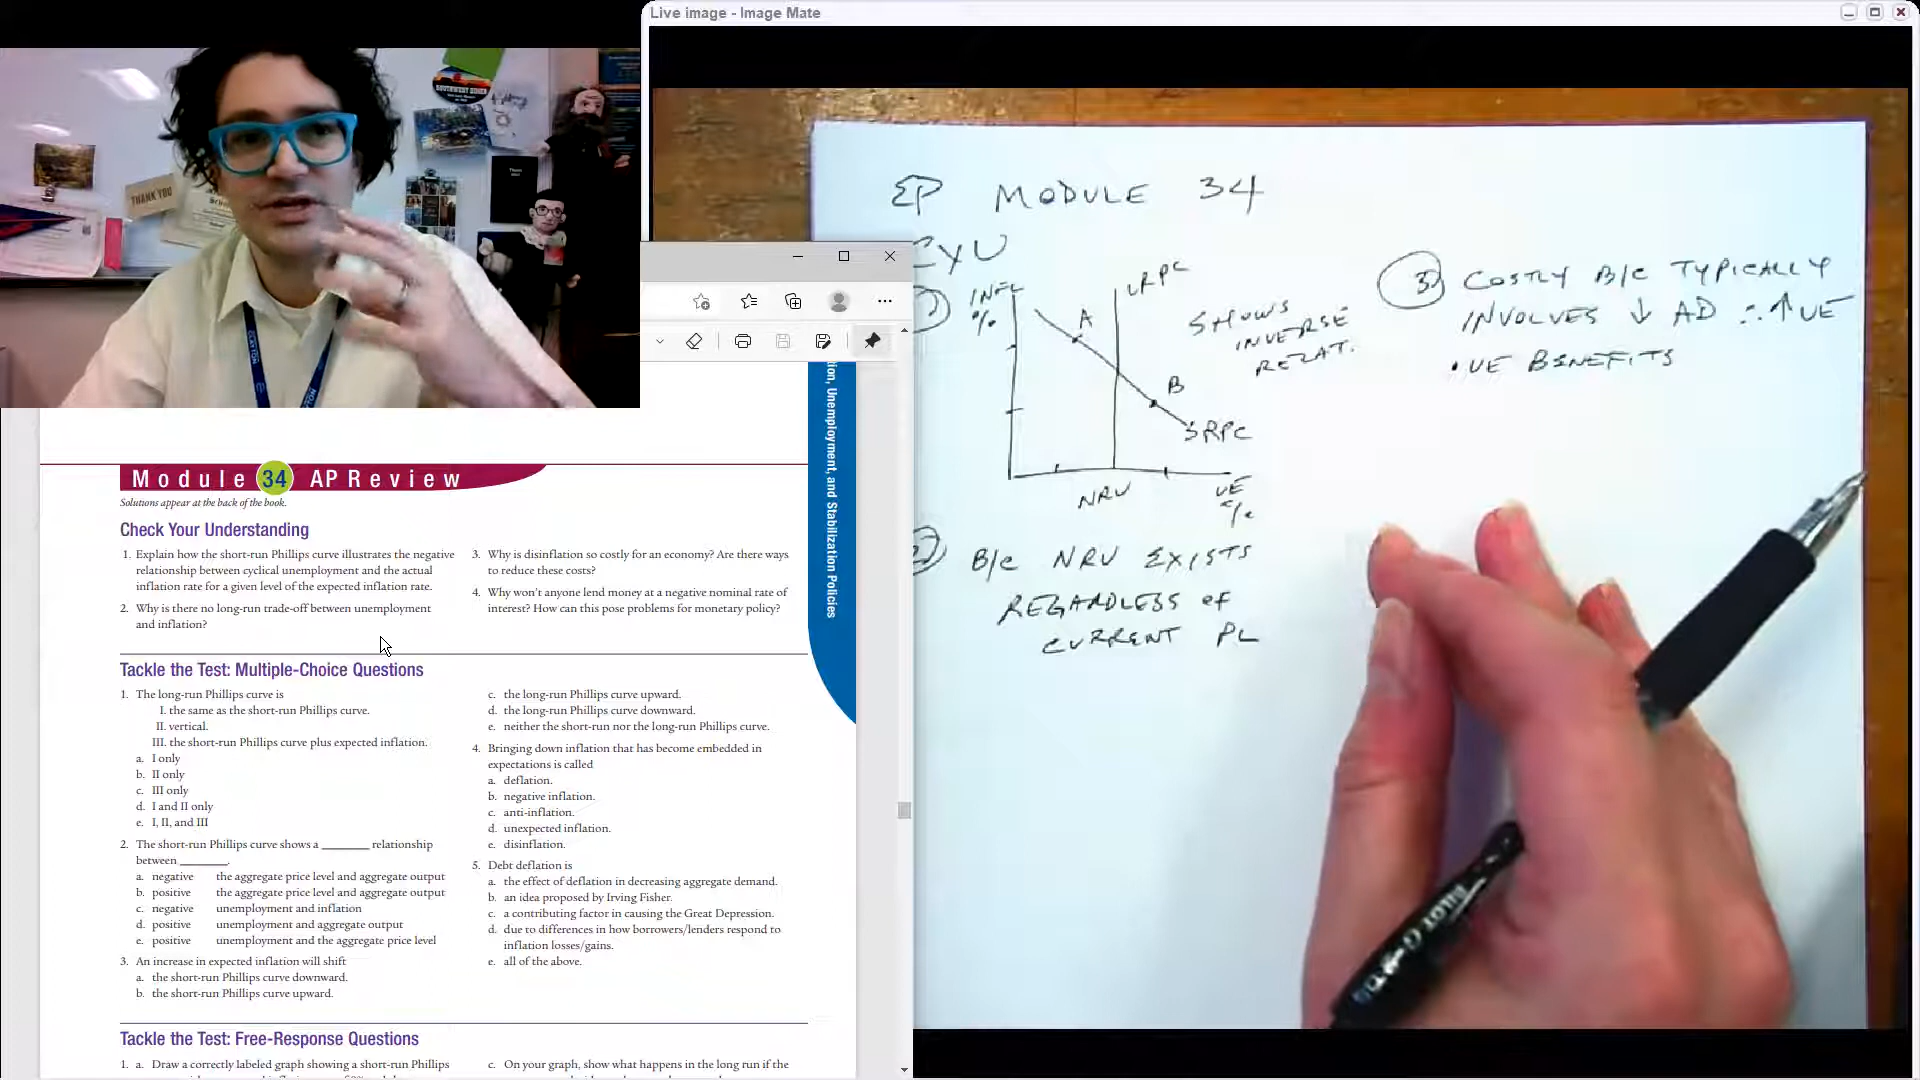 Live image - Image Mate
SOUTHWEST DINER
THANK YOU
CLAYTON
EP MODULE 34
CYU
INFL
%
A
LRPC
SHOWS
INVERSE
RELAT.
B
SRPC
NRU
UE
%
2) B/C NRU EXISTS
REGARDLESS OF
CURRENT PL
3) COSTLY B/C TYPICALLY
INVOLVES ↓ AD ∴ ↑ UE
• UE BENEFITS
PILOT G-2
ion, Unemployment, and Stabilization Policies
Module 34 AP Review
Solutions appear at the back of the book.
Check Your Understanding
1. Explain how the short-run Phillips curve illustrates the negative
relationship between cyclical unemployment and the actual
inflation rate for a given level of the expected inflation rate.
2. Why is there no long-run trade-off between unemployment
and inflation?
3. Why is disinflation so costly for an economy? Are there ways
to reduce these costs?
4. Why won't anyone lend money at a negative nominal rate of
interest? How can this pose problems for monetary policy?
Tackle the Test: Multiple-Choice Questions
1. The long-run Phillips curve is
I. the same as the short-run Phillips curve.
II. vertical.
III. the short-run Phillips curve plus expected inflation.
a. I only
b. II only
c. III only
d. I and II only
e. I, II, and III
2. The short-run Phillips curve shows a ________ relationship
between ________.
a. negative the aggregate price level and aggregate output
b. positive the aggregate price level and aggregate output
c. negative unemployment and inflation
d. positive unemployment and aggregate output
e. positive unemployment and the aggregate price level
3. An increase in expected inflation will shift
a. the short-run Phillips curve downward.
b. the short-run Phillips curve upward.
c. the long-run Phillips curve upward.
d. the long-run Phillips curve downward.
e. neither the short-run nor the long-run Phillips curve.
4. Bringing down inflation that has become embedded in
expectations is called
a. deflation.
b. negative inflation.
c. anti-inflation.
d. unexpected inflation.
e. disinflation.
5. Debt deflation is
a. the effect of deflation in decreasing aggregate demand.
b. an idea proposed by Irving Fisher.
c. a contributing factor in causing the Great Depression.
d. due to differences in how borrowers/lenders respond to
inflation losses/gains.
e. all of the above.
Tackle the Test: Free-Response Questions
1. a. Draw a correctly labeled graph showing a short-run Phillips
c. On your graph, show what happens in the long run if the